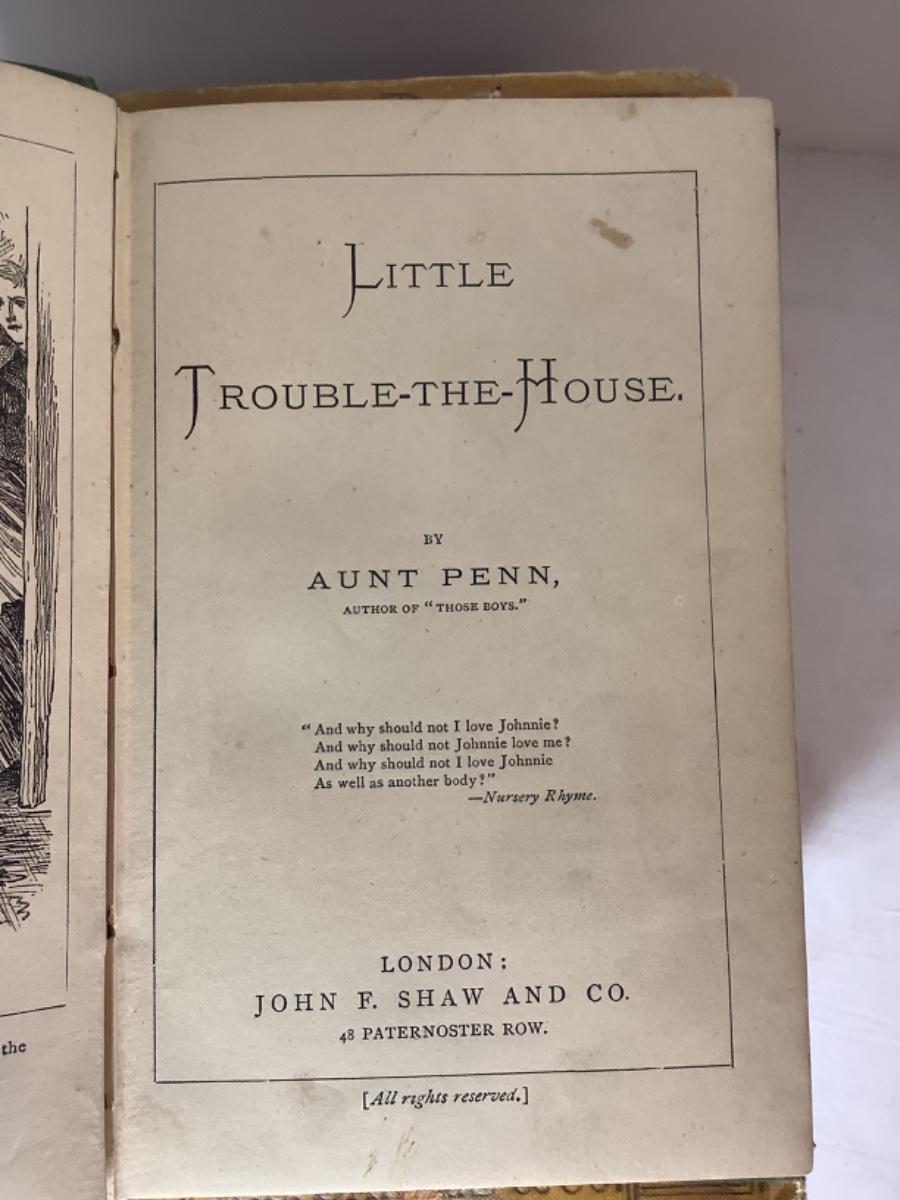 LITTLE
TROUBLE-THE-HOUSE.
BY
AUNT PENN,
AUTHOR OF "THOSE BOYS."
"And why should not I love Johnnie?
And why should not Johnnie love me?
And why should not I love Johnnie
As well as another body?"
—Nursery Rhyme.
LONDON:
JOHN F. SHAW AND CO.
48 PATERNOSTER ROW.
[All rights reserved.]
the